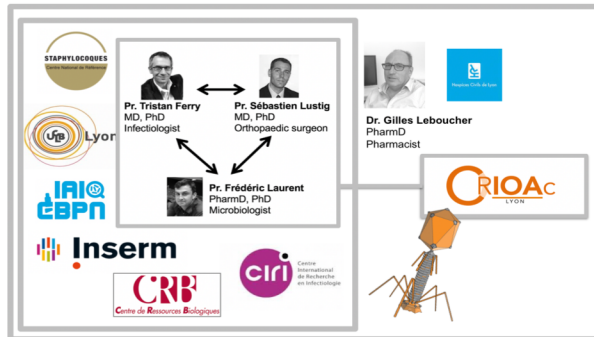 STAPHYLOCOQUES
Centre National de Référence
Pr. Tristan Ferry
MD, PhD
Infectiologist
Pr. Sébastien Lustig
MD, PhD
Orthopaedic surgeon
Pr. Frédéric Laurent
PharmD, PhD
Microbiologist
Dr. Gilles Leboucher
PharmD
Pharmacist
HCL
Hospices Civils de Lyon
UCB Lyon
IAI
EBPN
Inserm
CRB
Centre de Ressources Biologiques
ciri
Centre
International
de Recherche
en Infectiologie
CRIOAc
LYON